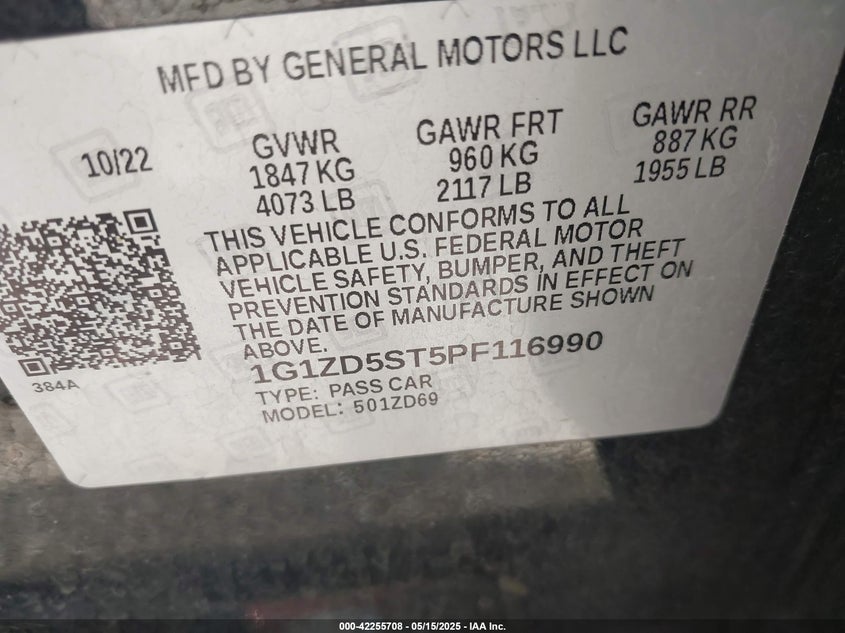 MFD BY GENERAL MOTORS LLC
10/22
GVWR
1847 KG
4073 LB
GAWR FRT
960 KG
2117 LB
GAWR RR
887 KG
1955 LB
THIS VEHICLE CONFORMS TO ALL
APPLICABLE U.S. FEDERAL MOTOR
VEHICLE SAFETY, BUMPER, AND THEFT
PREVENTION STANDARDS IN EFFECT ON
THE DATE OF MANUFACTURE SHOWN
ABOVE.
1G1ZD5ST5PF116990
TYPE: PASS CAR
MODEL: 501ZD69
384A
000-42255708 - 05/15/2025 - IAA Inc.